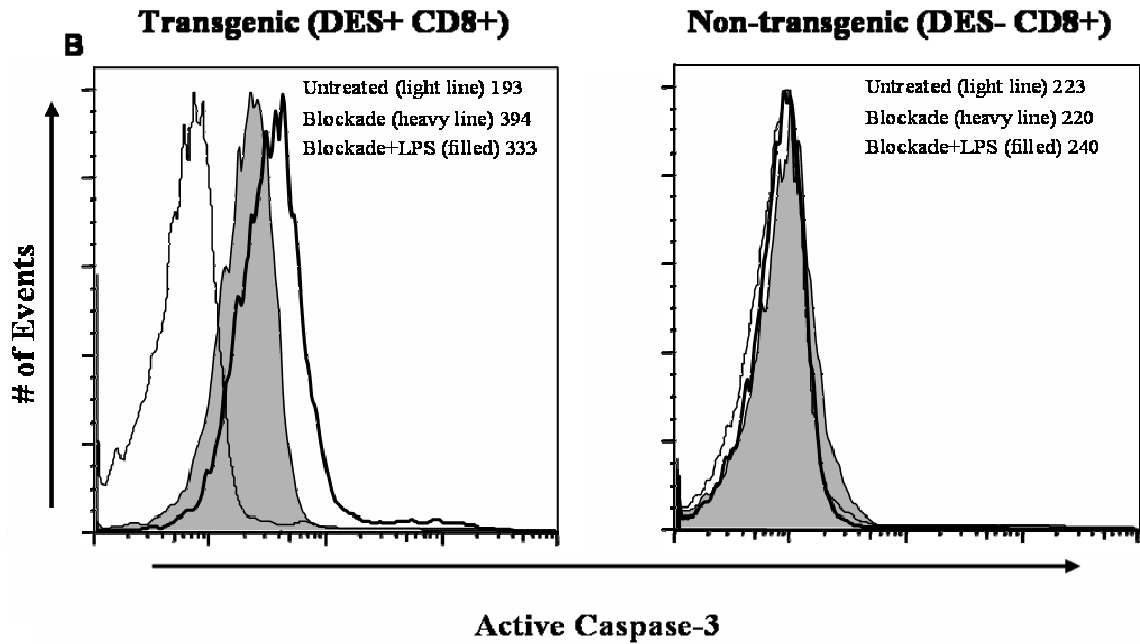 Transgenic (DES+ CD8+)
Non-transgenic (DES- CD8+)
B
Untreated (light line) 193
Blockade (heavy line) 394
Blockade+LPS (filled) 333
Untreated (light line) 223
Blockade (heavy line) 220
Blockade+LPS (filled) 240
# of Events
Active Caspase-3